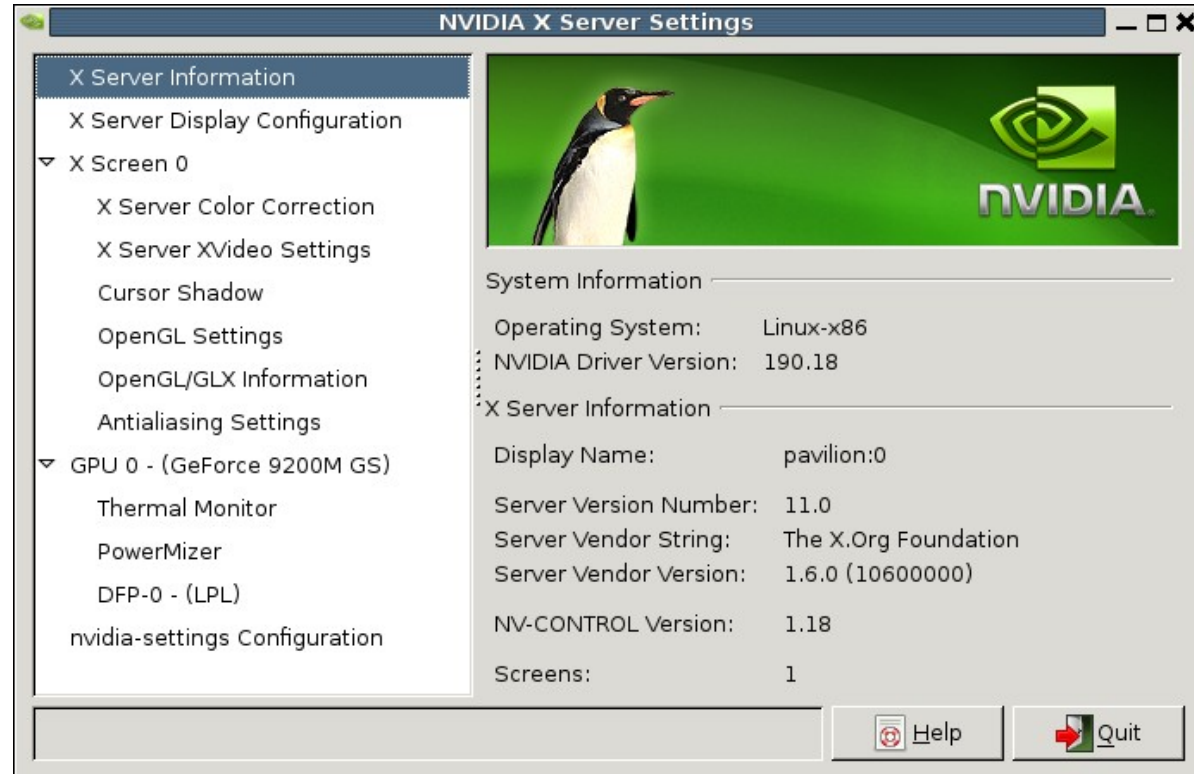 NVIDIA X Server Settings
X Server Information
X Server Display Configuration
X Screen 0
X Server Color Correction
X Server XVideo Settings
Cursor Shadow
OpenGL Settings
OpenGL/GLX Information
Antialiasing Settings
GPU 0 - (GeForce 9200M GS)
Thermal Monitor
PowerMizer
DFP-0 - (LPL)
nvidia-settings Configuration
NVIDIA.
System Information
Operating System: Linux-x86
NVIDIA Driver Version: 190.18
X Server Information
Display Name: pavilion:0
Server Version Number: 11.0
Server Vendor String: The X.Org Foundation
Server Vendor Version: 1.6.0 (10600000)
NV-CONTROL Version: 1.18
Screens: 1
Help
Quit